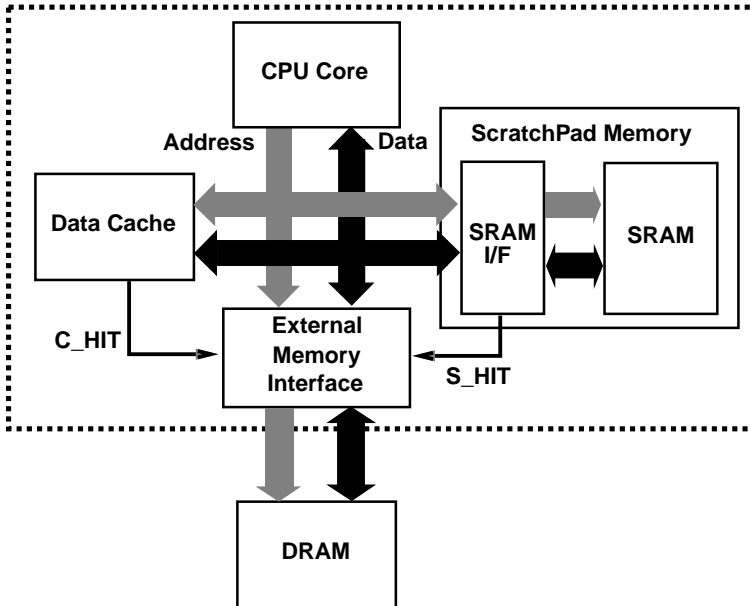 CPU Core
Address
Data
ScratchPad Memory
Data Cache
SRAM
I/F
SRAM
External
Memory
Interface
C_HIT
S_HIT
DRAM